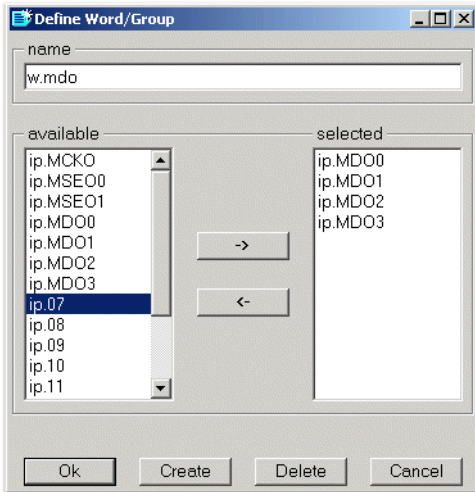 Define Word/Group
name
w.mdo
available
selected
ip.MCKO
ip.MSEO0
ip.MSEO1
ip.MDO0
ip.MDO1
ip.MDO2
ip.MDO3
ip.07
ip.08
ip.09
ip.10
ip.11
->
<-
ip.MDO0
ip.MDO1
ip.MDO2
ip.MDO3
Ok
Create
Delete
Cancel